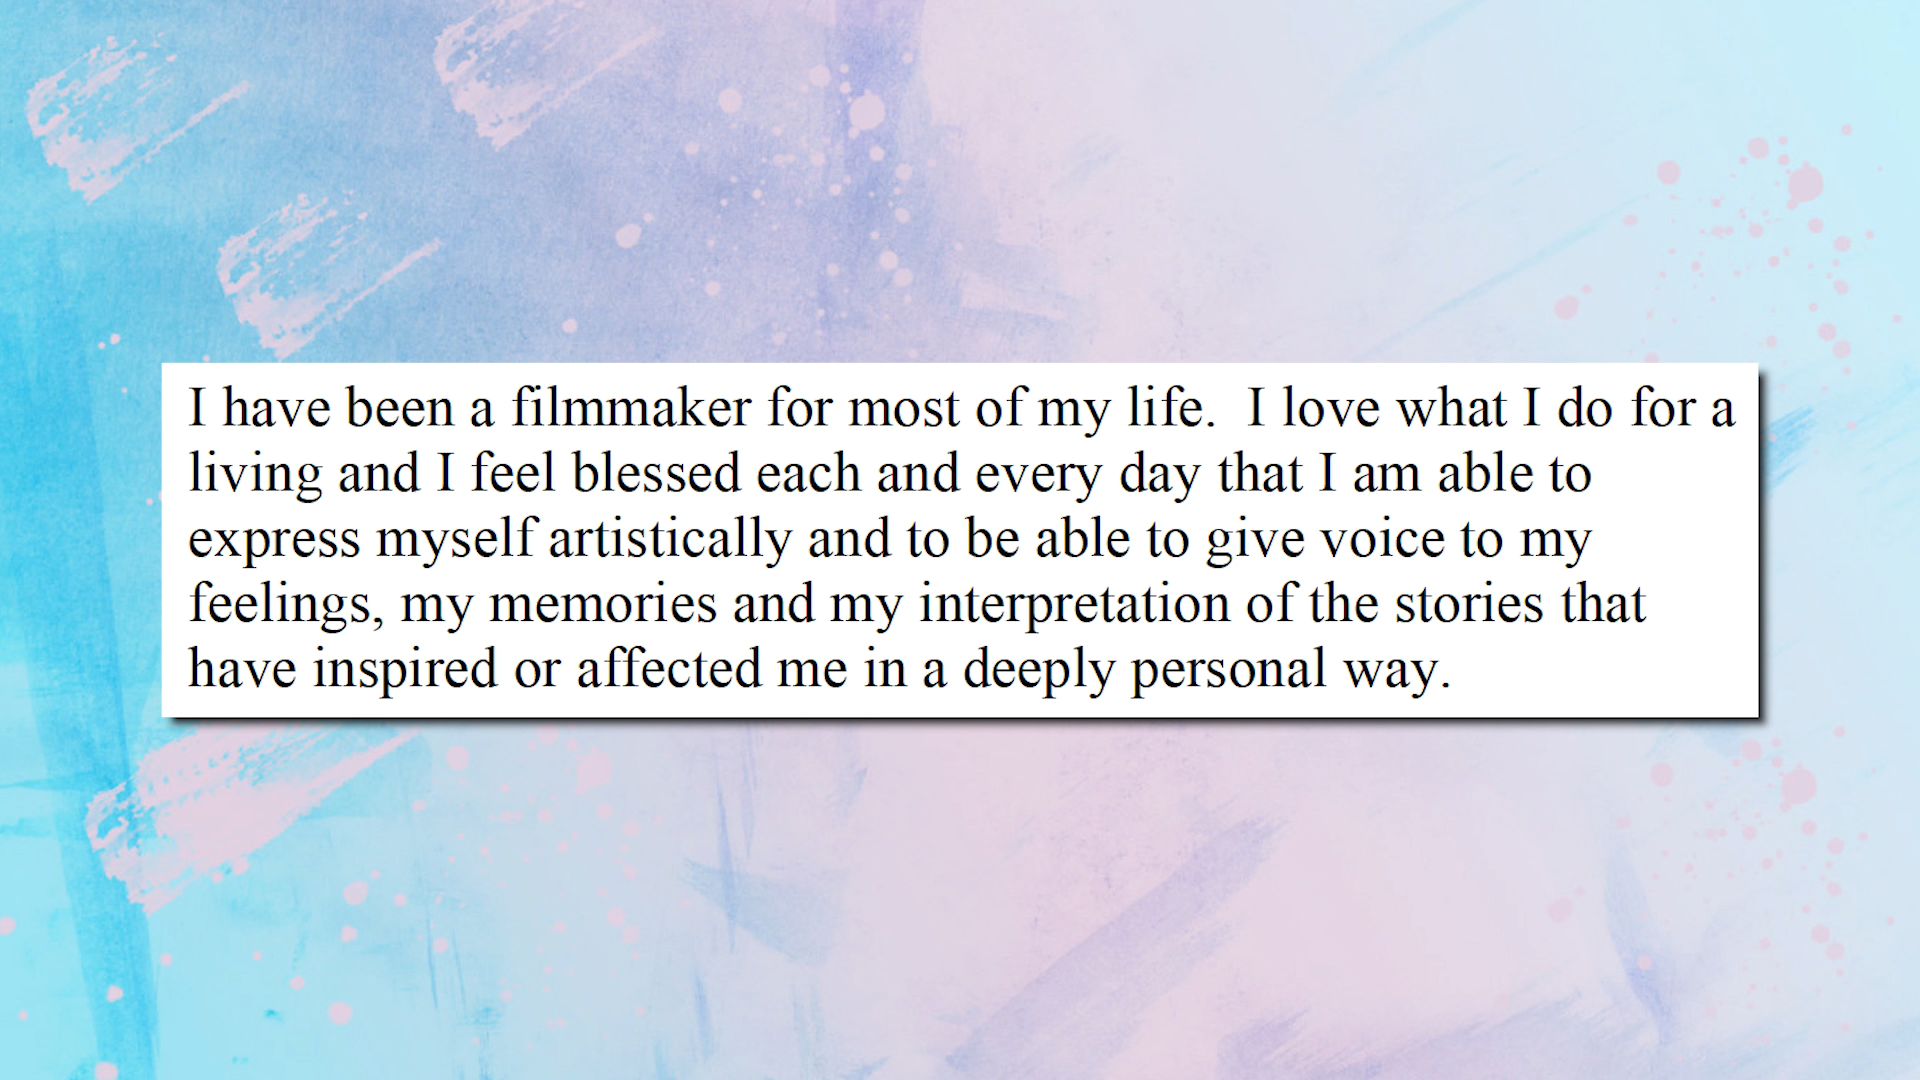 I have been a filmmaker for most of my life.  I love what I do for a
living and I feel blessed each and every day that I am able to
express myself artistically and to be able to give voice to my
feelings, my memories and my interpretation of the stories that
have inspired or affected me in a deeply personal way.